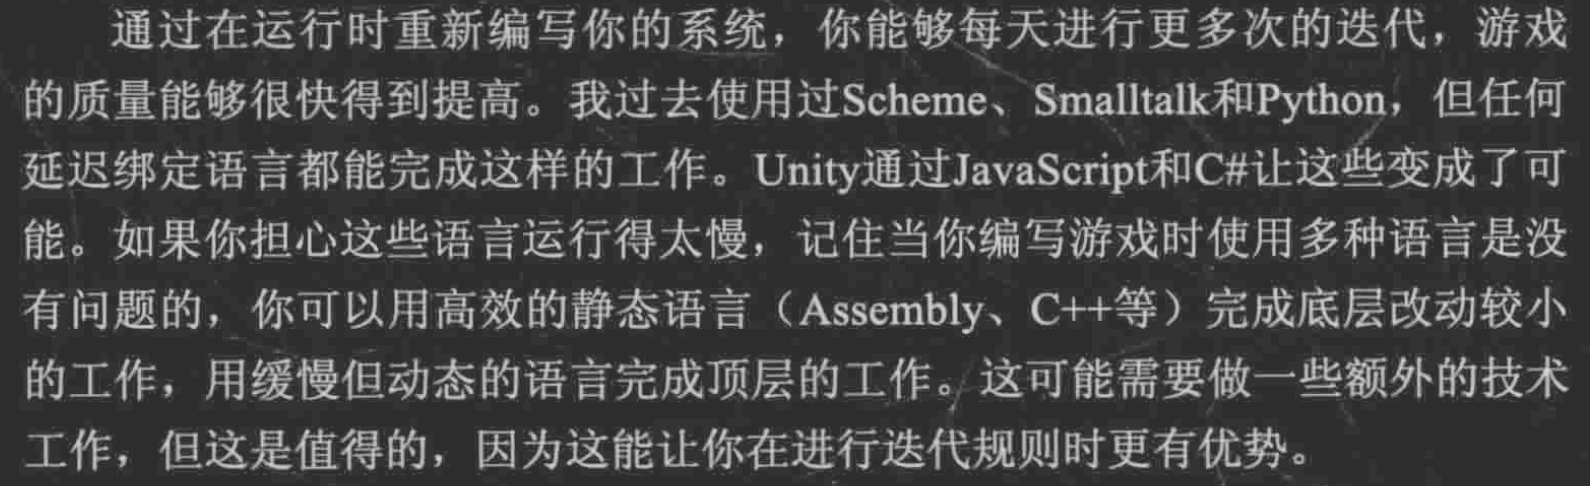 通过在运行时重新编写你的系统，你能够每天进行更多次的迭代，游戏
的质量能够很快得到提高。我过去使用过Scheme、Smalltalk和Python，但任何
延迟绑定语言都能完成这样的工作。Unity通过JavaScript和C#让这些变成了可
能。如果你担心这些语言运行得太慢，记住当你编写游戏时使用多种语言是没
有问题的，你可以用高效的静态语言（Assembly、C++等）完成底层改动较小
的工作，用缓慢但动态的语言完成顶层的工作。这可能需要做一些额外的技术
工作，但这是值得的，因为这能让你在进行迭代规则时更有优势。